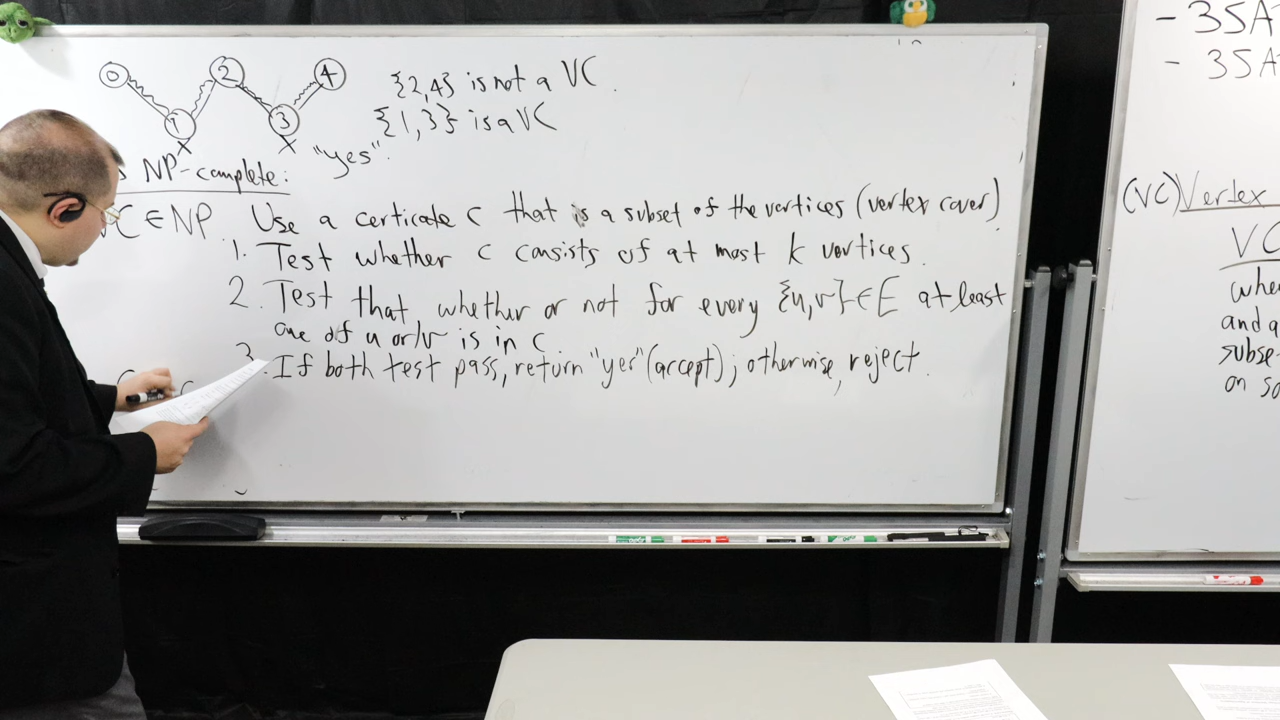 0 2 4
1 3
x x
{2,4} is not a VC.
{1,3} is a VC
"yes".
NP-complete:
VC ∈ NP Use a certicate c that is a subset of the vertices (vertex cover)
1. Test whether c consists of at most k vertices.
2. Test that whether or not for every {u,v} ∈ E at least
one of u or v is in c
3. If both test pass, return "yes" (accept); otherwise, reject.
- 3SA
- 3SA
(VC) Vertex
VC
when
and a
subse
on so